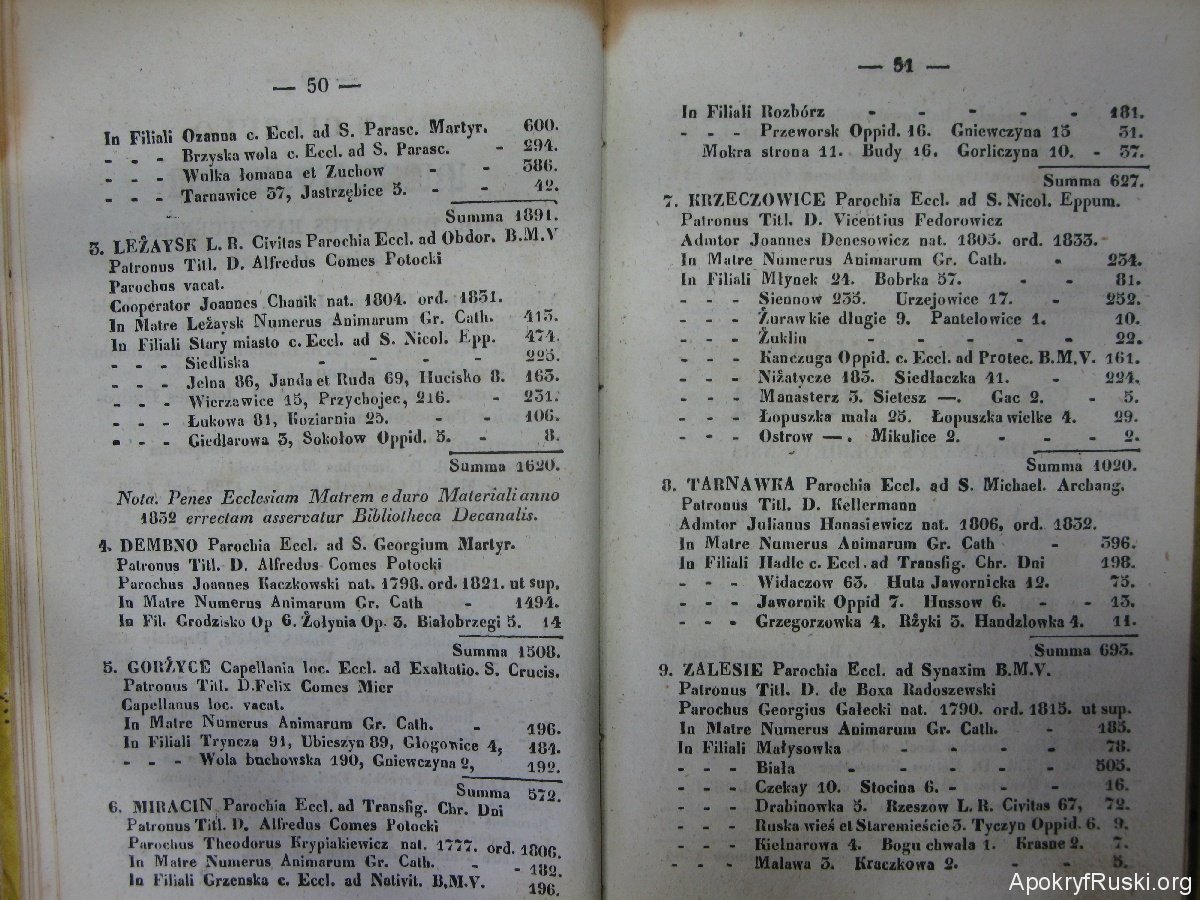 — 50 —
In Filiali Ozanna c. Eccl. ad S. Parasc. Martyr. 600.
- - - Brzyska wola c. Eccl. ad S. Parasc. - 294.
- - - Wulka łomana et Zuchow - - 386.
- - - Tarnawice 37, Jastrzębice 5. - - 42.
Summa 1891.
3. LEŻAYSK L. R. Civitas Parochia Eccl. ad Obdor. B.M.V
Patronus Titl. D. Alfredus Comes Potocki
Parochus vacat.
Cooperator Joannes Chanik nat. 1804. ord. 1831.
In Matre Leżaysk Numerus Animarum Gr. Cath. 413.
In Filiali Stary miasto c. Eccl. ad S. Nicol. Epp. 474.
- - - Siedliska - - - - 225.
- - - Jelna 86, Janda et Ruda 69, Hucisko 8. 163.
- - - Wierzawice 15, Przychojec, 216. - 231.
- - - Łukowa 81, Koziarnia 25. - - 106.
- - - Giedlarowa 3, Sokołow Oppid. 5. - 8.
Summa 1620.
Nota. Penes Ecclesiam Matrem e duro Materiali anno
1832 errectam asservatur Bibliotheca Decanalis.
4. DEMBNO Parochia Eccl. ad S. Georgium Martyr.
Patronus Titl. D. Alfredus Comes Potocki
Parochus Joannes Kaczkowski nat. 1798. ord. 1821. ut sup,
In Matre Numerus Animarum Gr. Cath - 1494.
In Fil. Grodzisko Op 6. Żołynia Op. 3. Białobrzegi 5. 14
Summa 1508.
5. GORŻYCE Capellania loc. Eccl. ad Exaltatio. S. Crucis.
Patronus Titl. D.Felix Comes Mier
Capellanus loc. vacat.
In Matre Numerus Animarum Gr. Cath. - 196.
In Filiali Tryncza 91, Ubieszyn 89, Głogowice 4, 184.
- - - Wola buchowska 190, Gniewczyna 2, 192.
Summa 572.
6. MIRACIN Parochia Eccl. ad Transfig. Chr. Dni
Patronus Titl. D. Alfredus Comes Potocki
Parochus Theodorus Krypiakiewicz nat. 1777. ord. 1806.
In Matre Numerus Animarum Gr. Cath. - 182.
In Filiali Grzenska c. Eccl. ad Nativit. B.M.V. 196.
— 51 —
In Filiali Rozbórz - - - - - 181.
- - - Przeworsk Oppid. 16. Gniewczyna 15 31.
Mokra strona 11. Budy 16. Gorliczyna 10. - 37.
Summa 627.
7. KRZECZOWICE Parochia Eccl. ad S. Nicol. Eppum.
Patronus Titl. D. Vicentius Fedorowicz
Admtor Joannes Denesowicz nat. 1805. ord. 1833.
In Matre Numerus Animarum Gr. Cath. - 234.
In Filiali Młynek 24. Bobrka 57. - - 81.
- - - Siennow 235. Urzejowice 17. - 252.
- - - Żurawkie długie 9. Pantelowice 1. 10.
- - - Żuklin - - - - - 22.
- - - Kanczuga Oppid. c. Eccl. ad Protec. B.M.V. 161.
- - - Niżatycze 183. Siedlaczka 41. - 224.
- - - Manasterz 3. Sietesz —. Gac 2. - 5.
- - - Łopuszka mala 25. Łopuszka wielke 4. 29.
- - - Ostrow —. Mikulice 2. - - - 2.
Summa 1020.
8. TARNAWKA Parochia Eccl. ad S. Michael. Archang.
Patronus Titl. D. Kellermann
Admtor Julianus Hanasiewicz nat. 1806, ord. 1832.
In Matre Numerus Animarum Gr. Cath - 396.
In Filiali Hadle c. Eccl. ad Transfig. Chr. Dni 198.
- - - Widaczow 63. Huta Jawornicka 12. 75.
- - - Jawornik Oppid 7. Hussow 6. - - 13.
- - - Grzegorzowka 4. Rżyki 3. Handzlowka 4. 11.
Summa 693.
9. ZALESIE Parochia Eccl. ad Synaxim B.M.V.
Patronus Titl. D. de Boxa Radoszewski
Parochus Georgius Gałecki nat. 1790. ord. 1815. ut sup.
In Matre Numerus Animarum Gr. Cath. - 185.
In Filiali Małysowka - - - - 78.
- - - Biała - - - - - 505.
- - - Czekay 10. Stocina 6. - - - 16.
- - - Drabinowka 5. Rzeszow L. R. Civitas 67, 72.
- - - Ruska wieś et Staremieście 3. Tyczyn Oppid. 6. 9.
- - - Kielnarowa 4. Bogu chwala 1. Krasne 2. 7.
- - - Malawa 3. Kraczkowa 2. - - 5.
ApokryfRuski.org